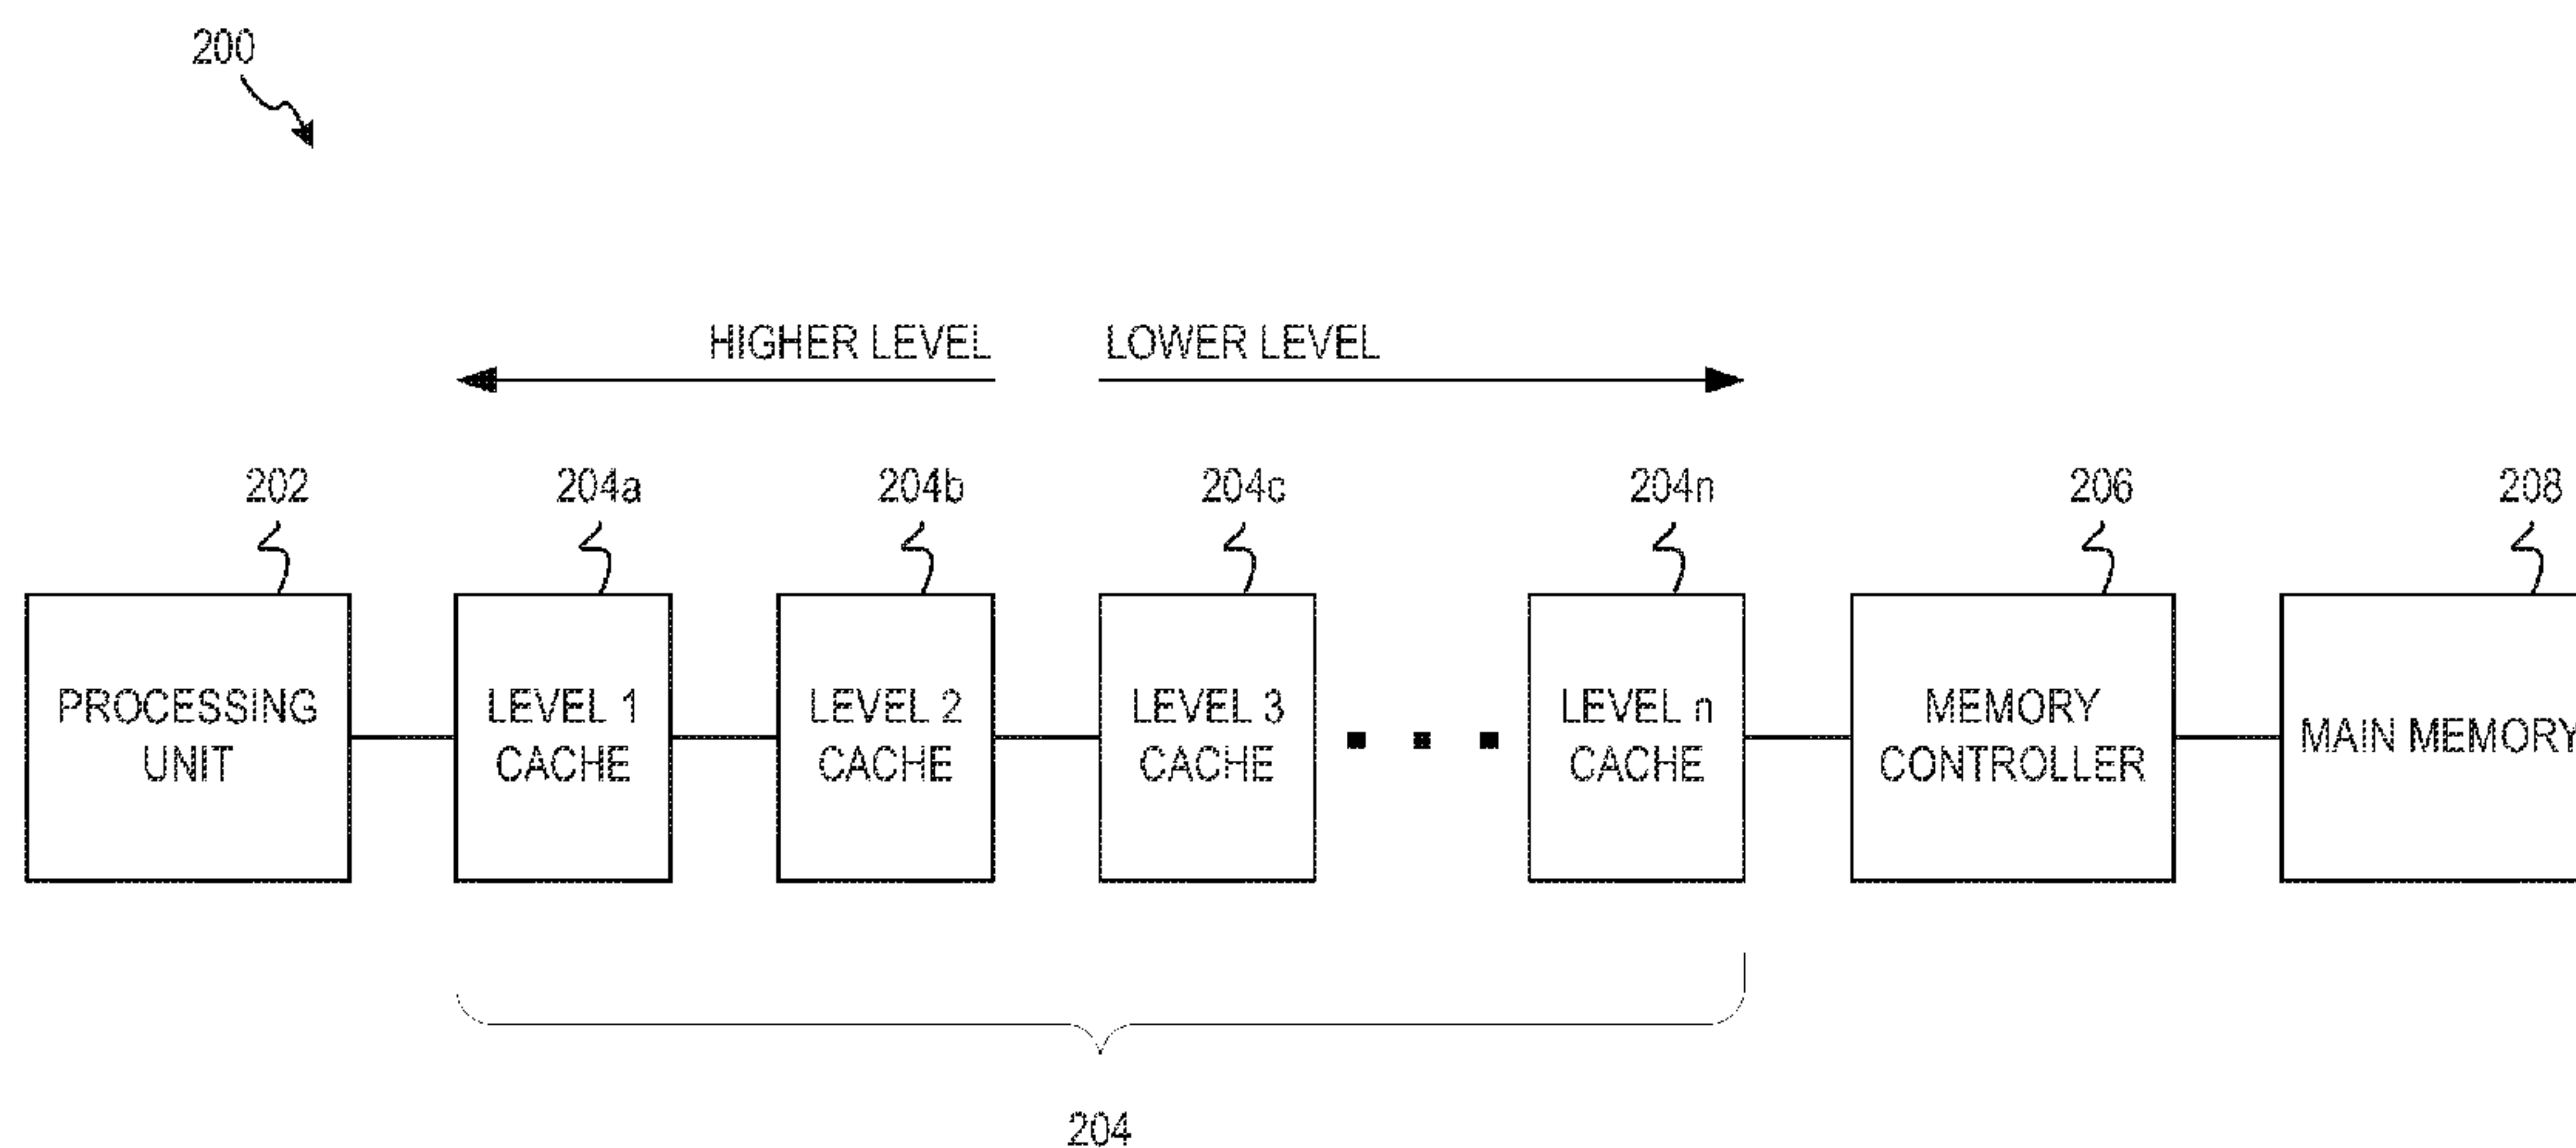 200
HIGHER LEVEL LOWER LEVEL
202 204a 204b 204c 204n 206 208
PROCESSING UNIT
LEVEL 1 CACHE
LEVEL 2 CACHE
LEVEL 3 CACHE
LEVEL n CACHE
MEMORY CONTROLLER
MAIN MEMORY
204